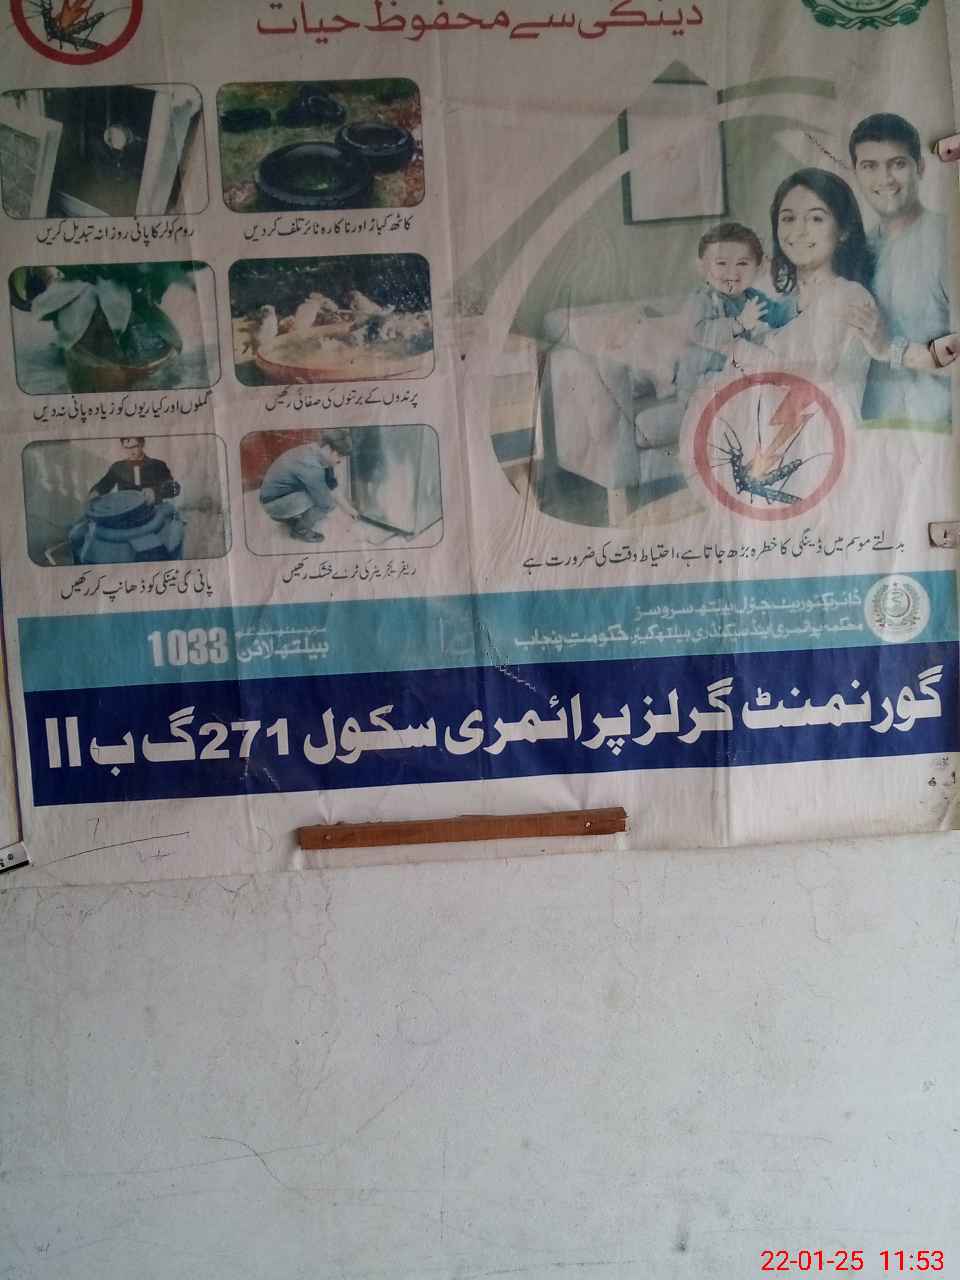 ڈینگی سے محفوظ حیات
روم کولر کا پانی روزانہ تبدیل کریں
کاٹھ کباڑ اور ناکارہ ٹائر تلف کر دیں
گملوں اور کیاریوں کو زیادہ پانی نہ دیں
پرندوں کے برتنوں کی صفائی رکھیں
پانی کی ٹینکی کو ڈھانپ کر رکھیں
ریفریجریٹر کی ٹرے خشک رکھیں
بدلتے موسم میں ڈینگی کا خطرہ بڑھ جاتا ہے، احتیاط وقت کی ضرورت ہے
ڈائریکٹوریٹ جنرل ہیلتھ سروسز
محکمہ پرائمری اینڈ سیکنڈری ہیلتھ کیئر حکومت پنجاب
ہیلتھ لائن 1033
گورنمنٹ گرلز پرائمری سکول 271 گ ب II
22-01-25 11:53